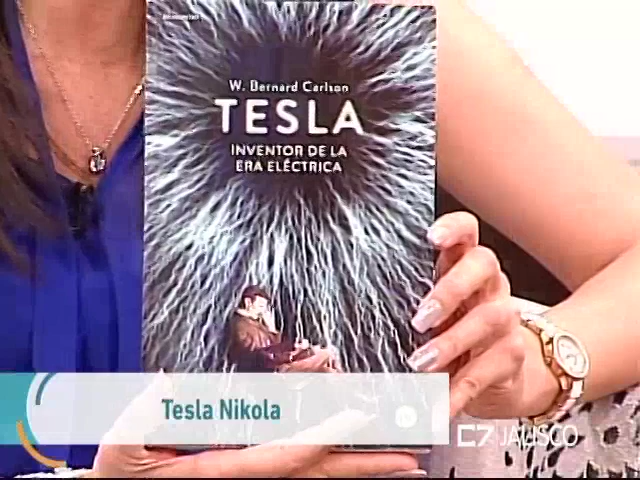 W. Bernard Carlson
TESLA
INVENTOR DE LA
ERA ELÉCTRICA
Tesla Nikola
C7 JALISCO